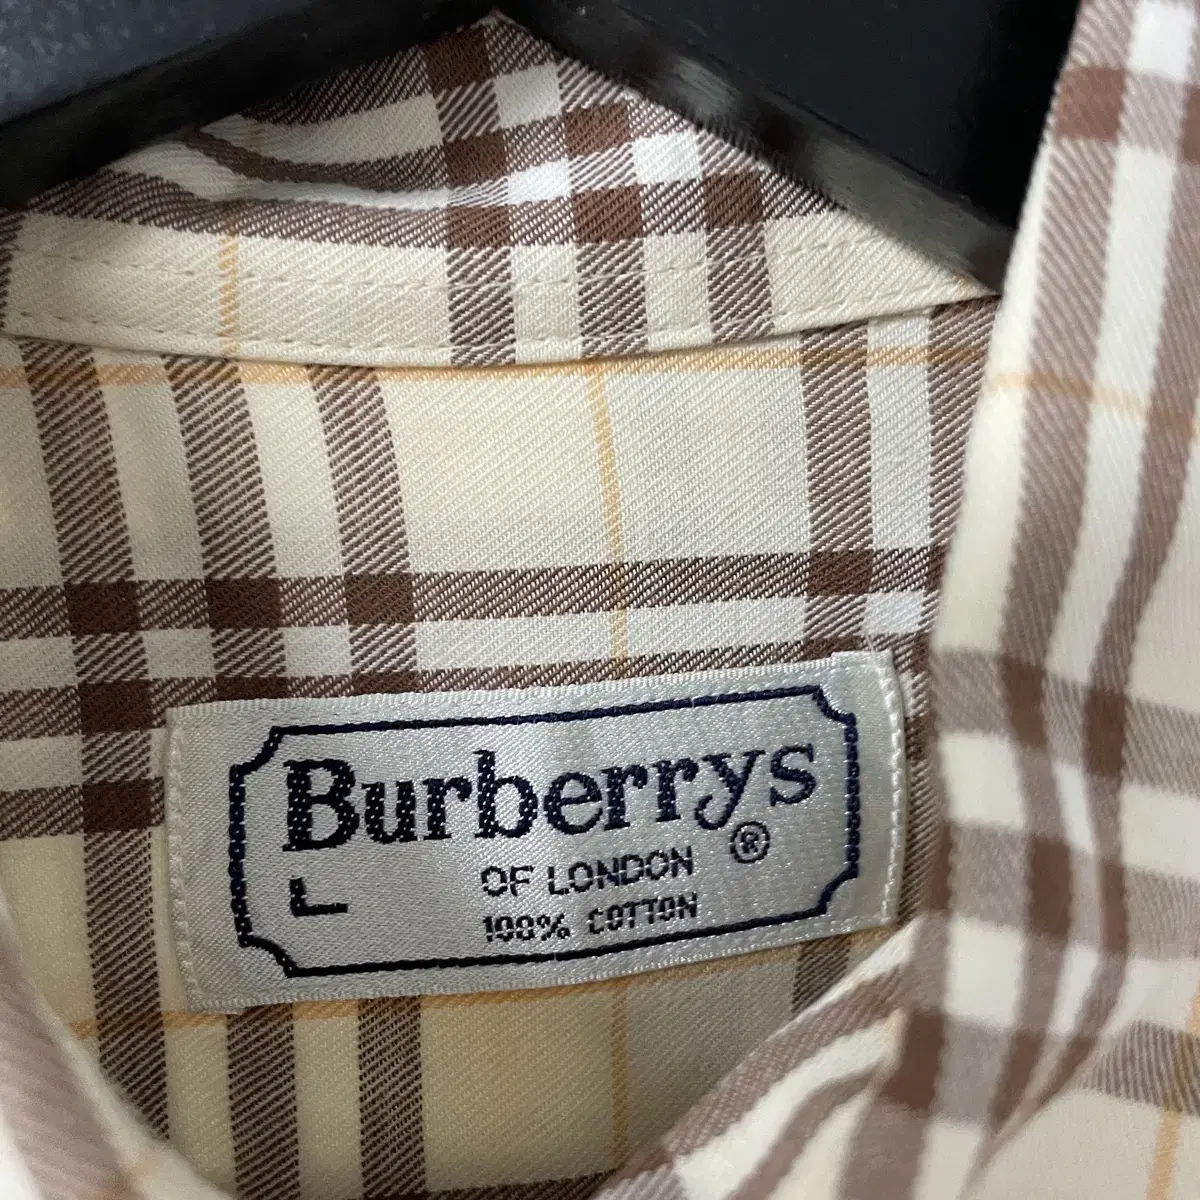 Burberrys®
L
OF LONDON
100% COTTON